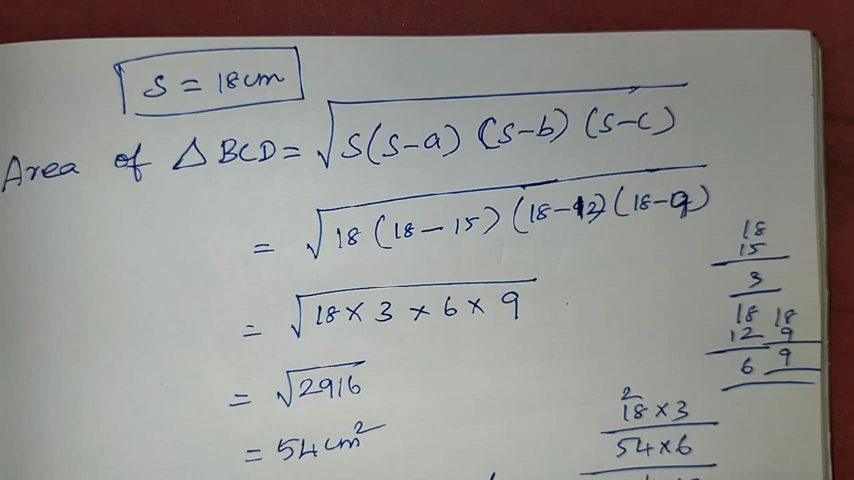 S = 18cm
Area of △ BCD = √S(S-a) (S-b) (S-c)
= √18 (18-15) (18-12) (18-9)
= √18 × 3 × 6 × 9
= √2916
= 54cm²
18
15
3
18 18
12 9
6 9
2
18 × 3
54 × 6